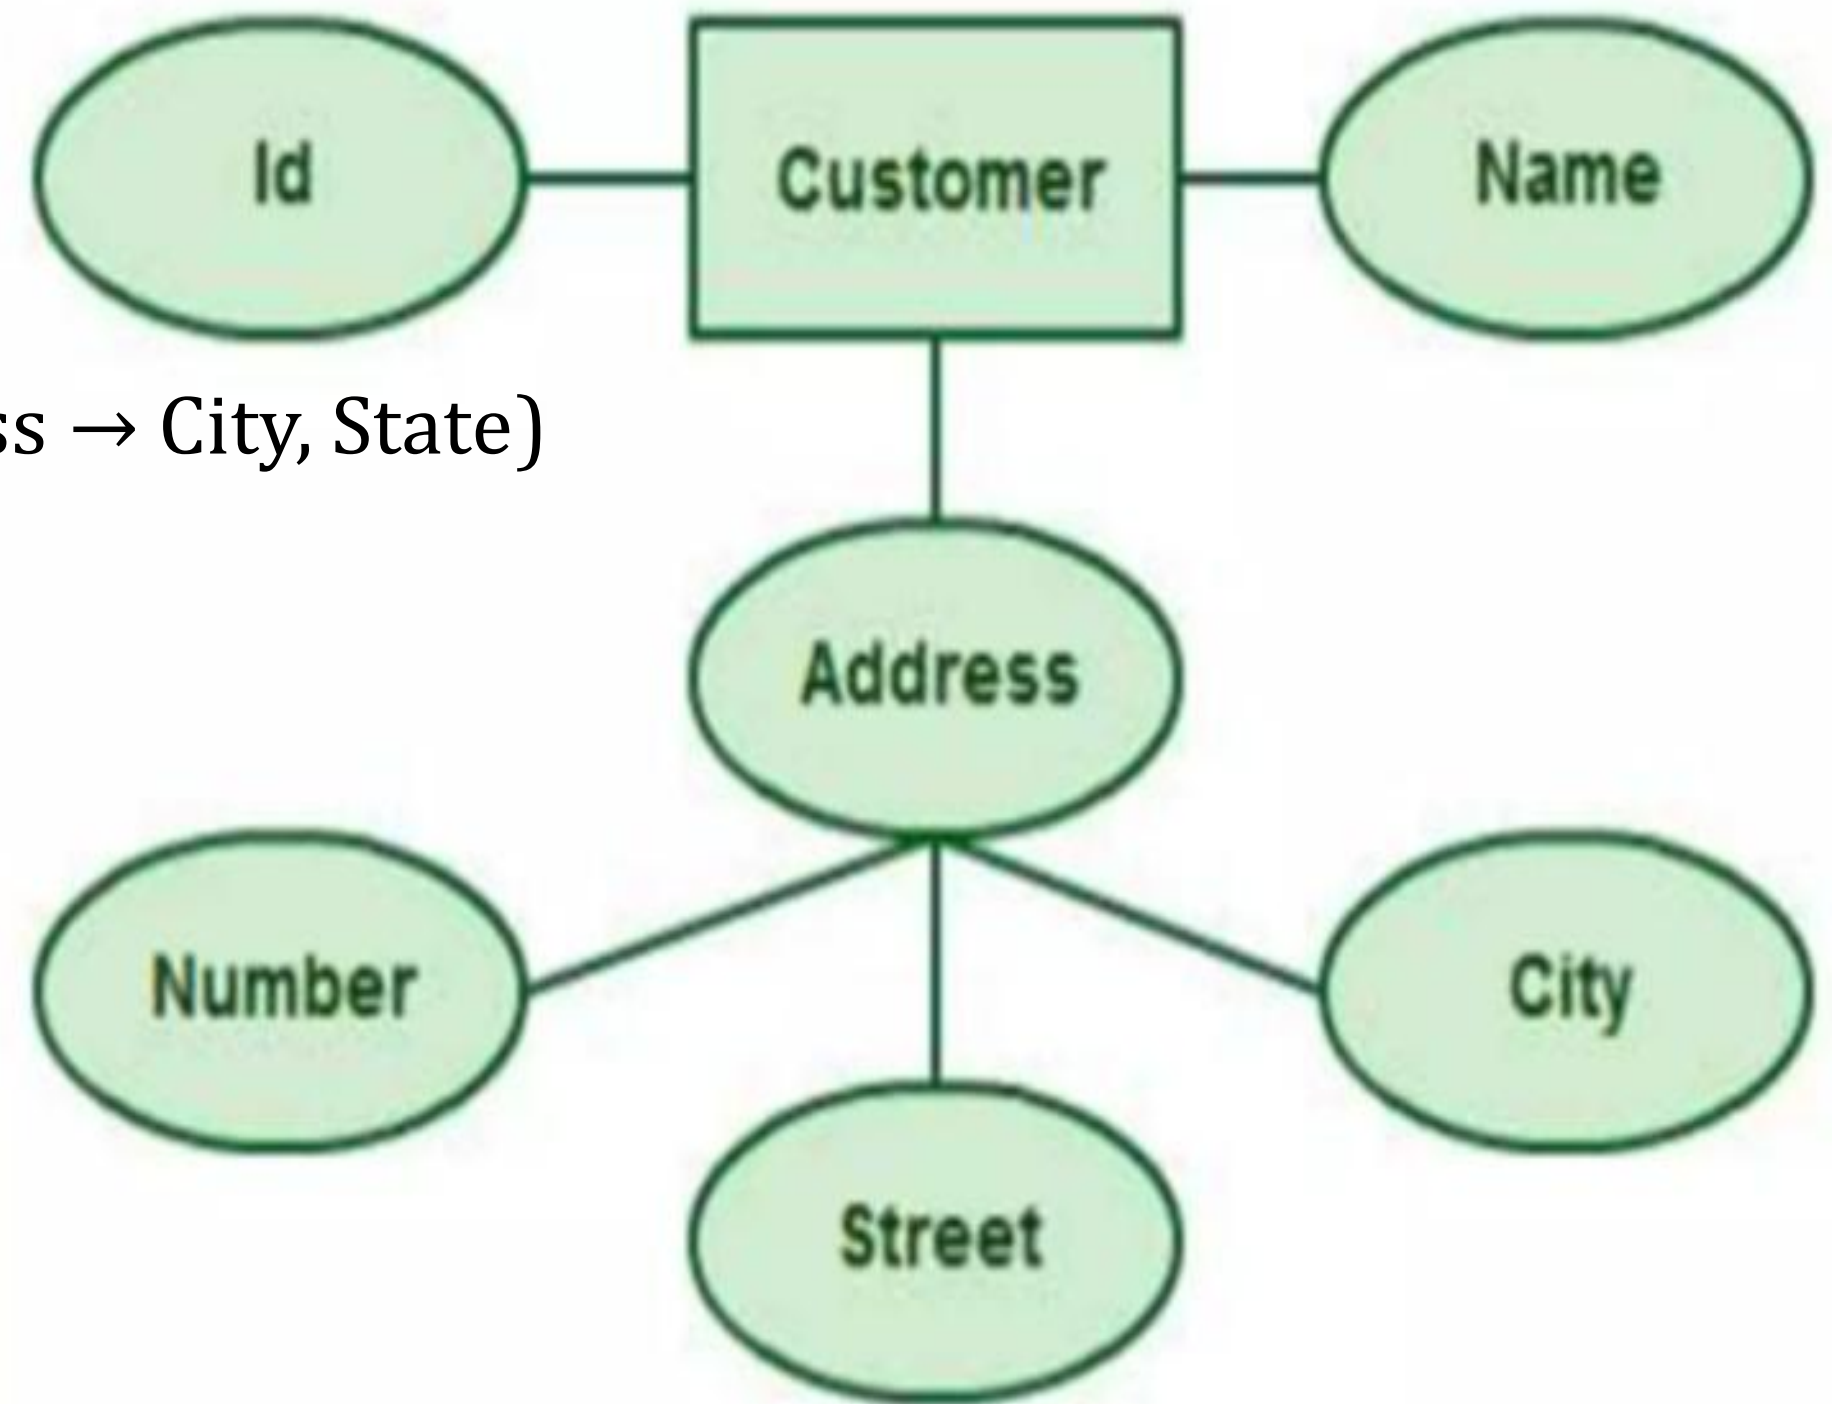 Id
Customer
Name
ss → City, State)
Address
Number
City
Street